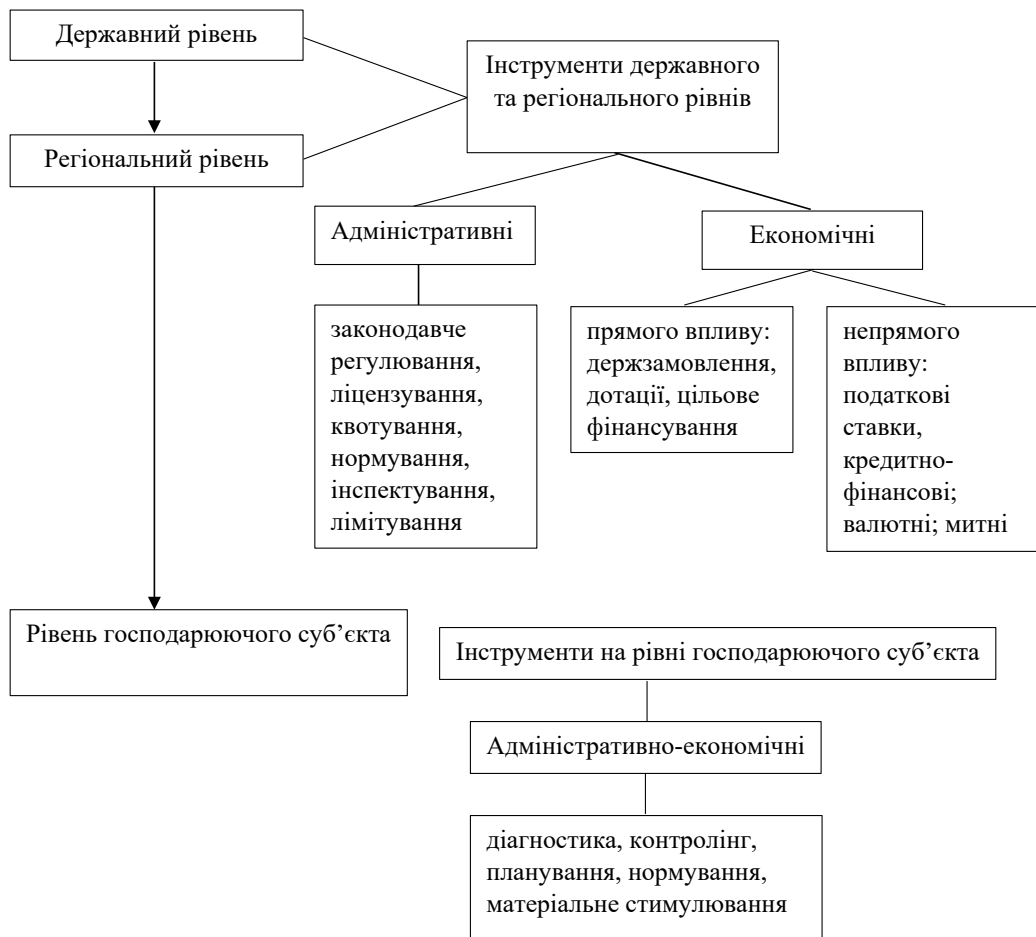 Державний рівень
Інструменти державного
та регіонального рівнів
Регіональний рівень
Адміністративні
Економічні
законодавче
регулювання,
ліцензування,
квотування,
нормування,
інспектування,
лімітування
прямого впливу:
держзамовлення,
дотації, цільове
фінансування
непрямого
впливу:
податкові
ставки,
кредитно-
фінансові;
валютні; митні
Рівень господарюючого суб’єкта
Інструменти на рівні господарюючого суб’єкта
Адміністративно-економічні
діагностика, контролінг,
планування, нормування,
матеріальне стимулювання